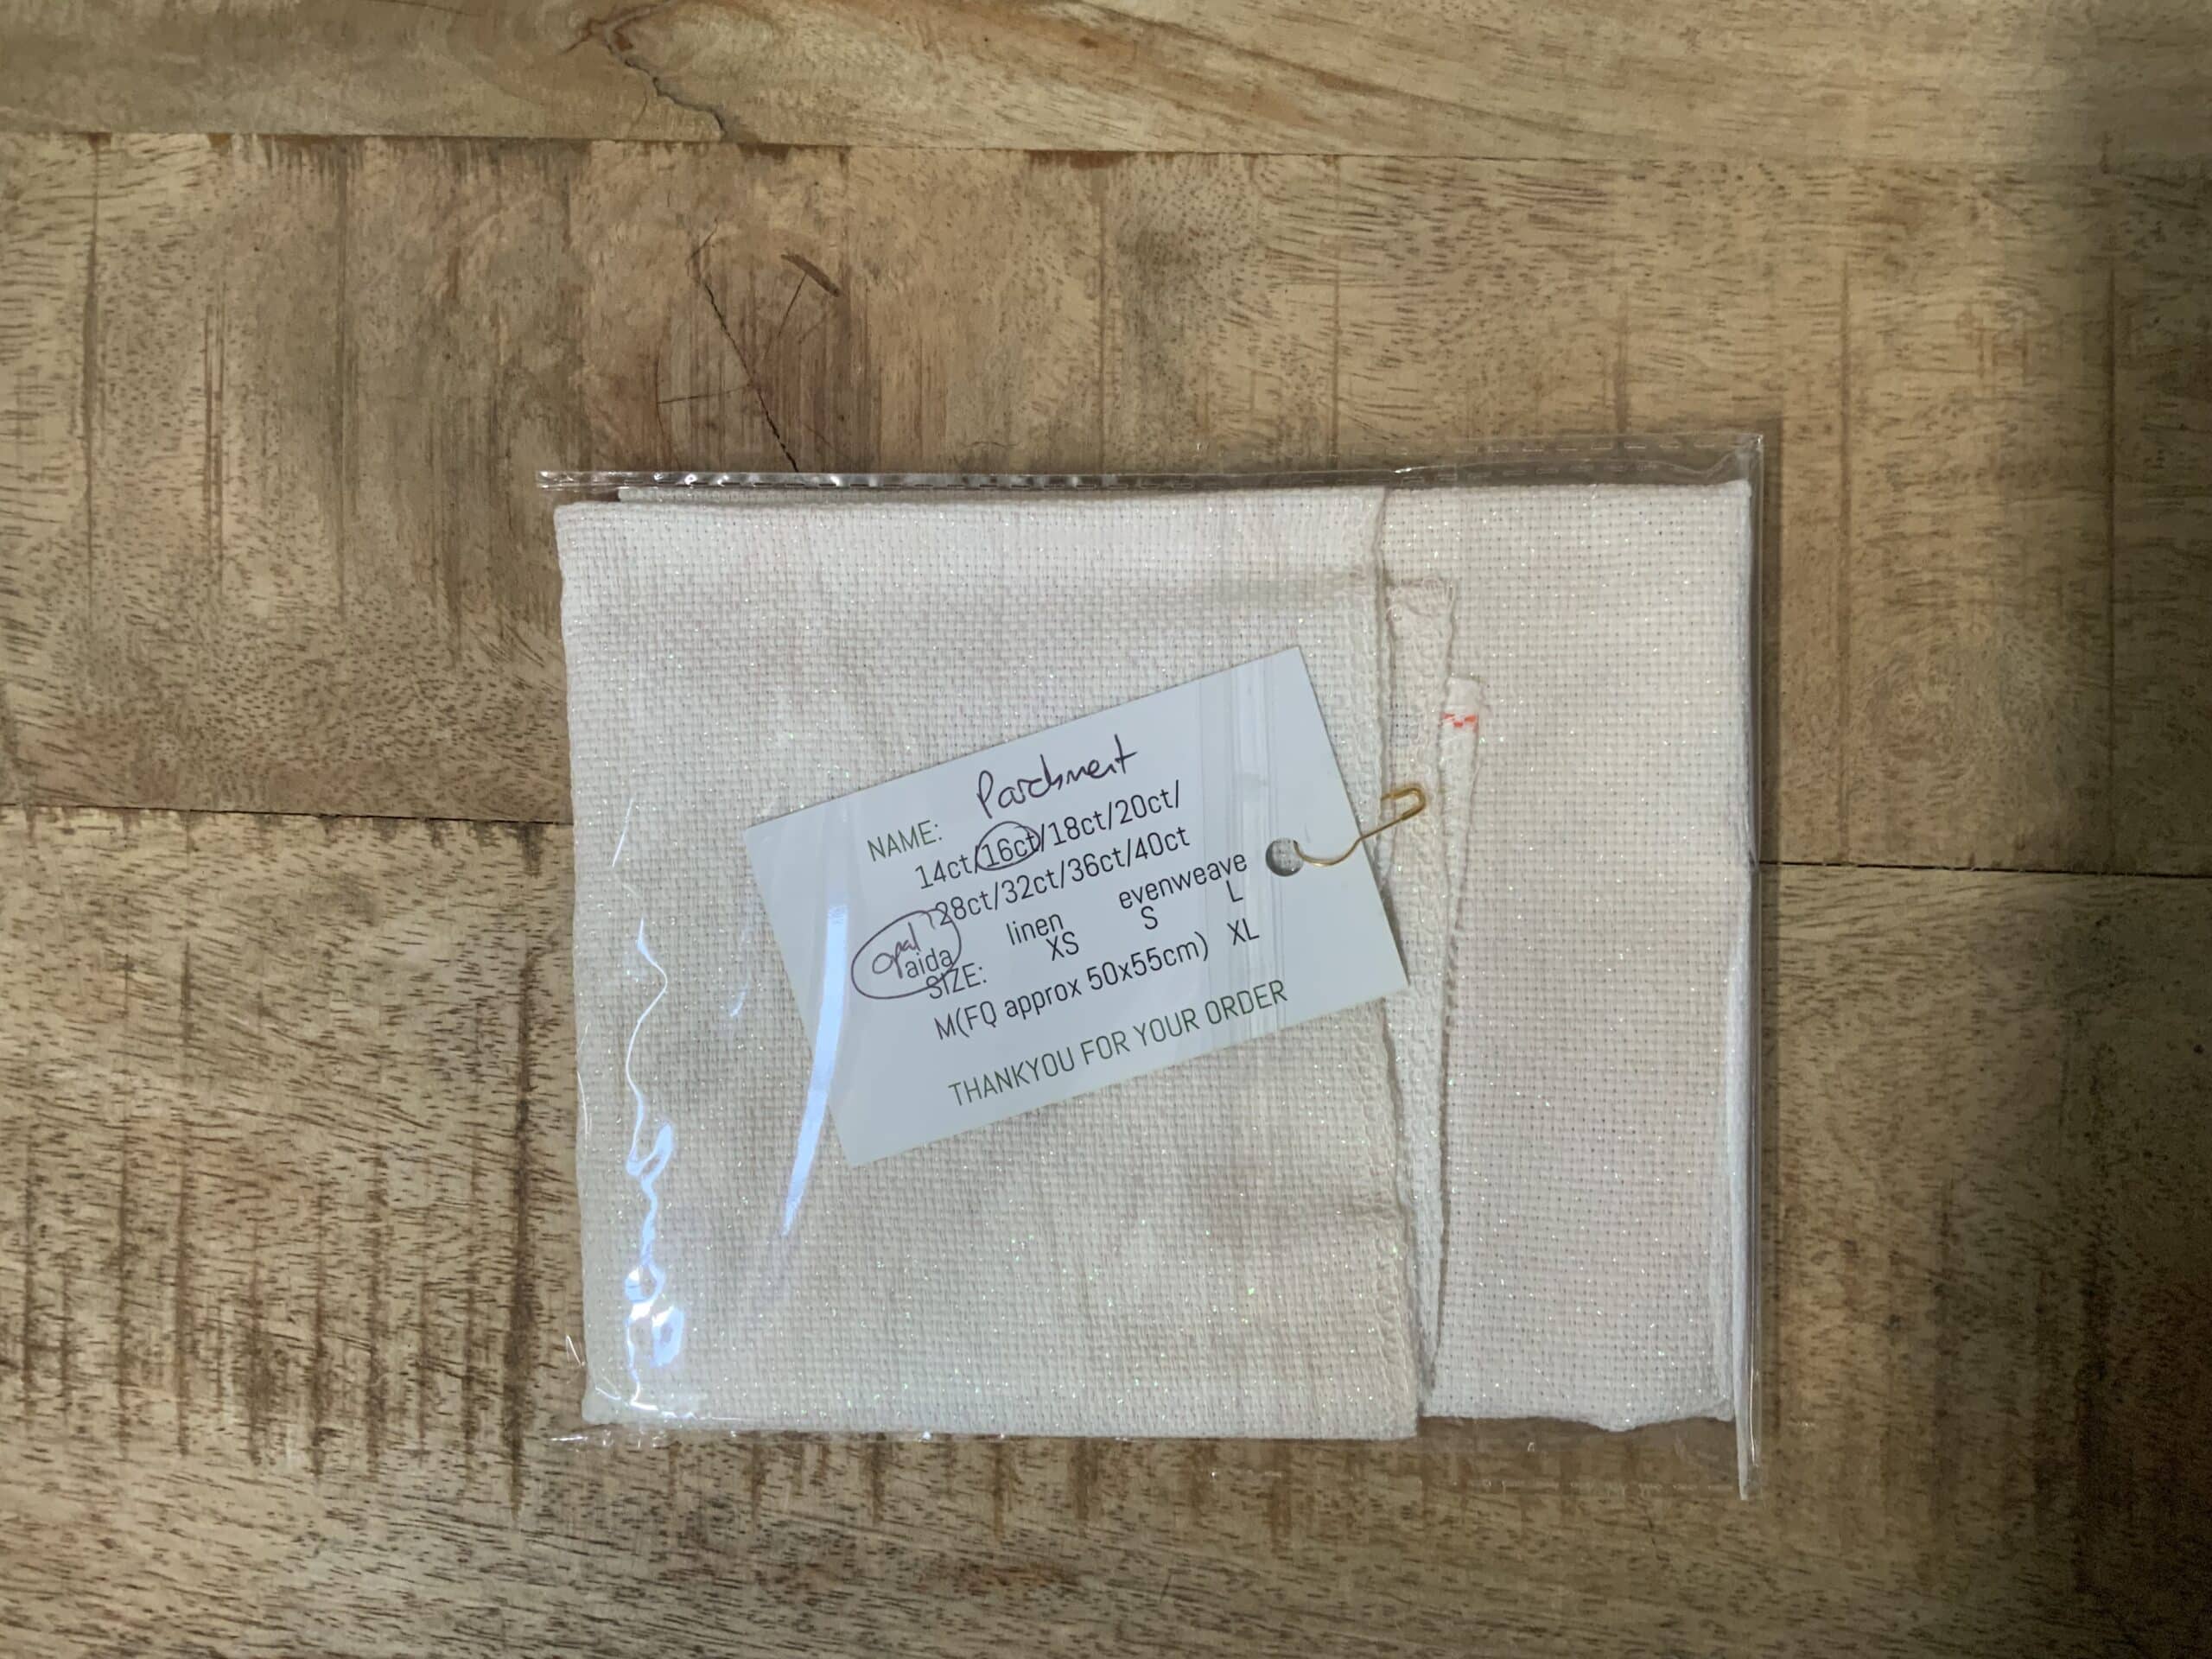 NAME: Parchment
14ct/16ct/18ct/20ct/
28ct/32ct/36ct/40ct
opal aida linen evenweave
SIZE: XS S L
M(FQ approx 50x55cm) XL
THANKYOU FOR YOUR ORDER